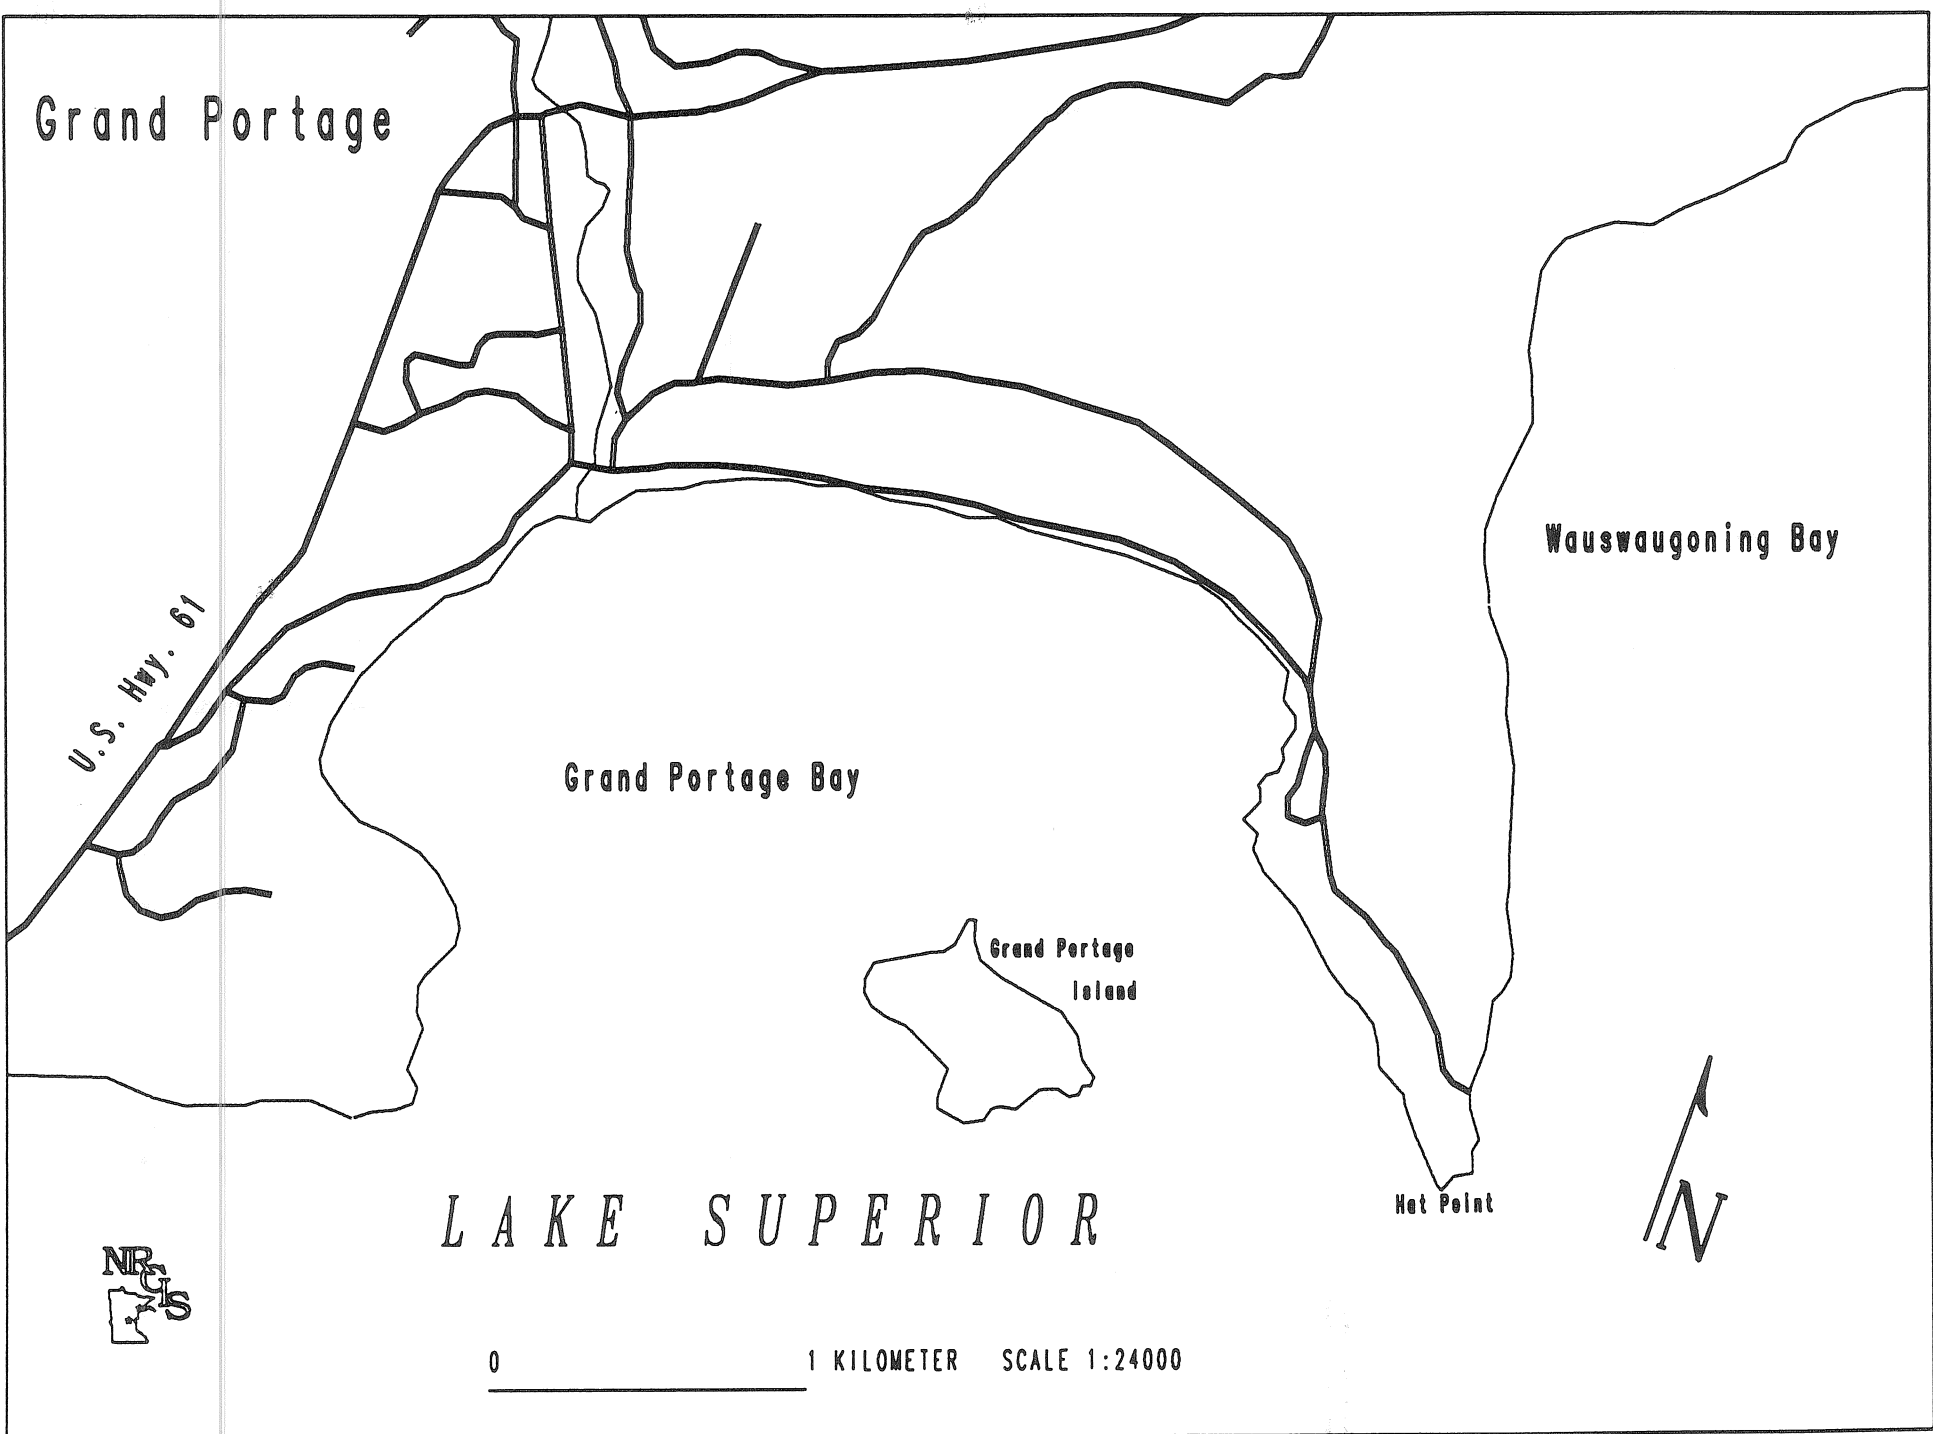 Grand Portage
U.S. Hwy. 61
Wauswaugoning Bay
Grand Portage Bay
Grand Portage
Island
Hat Point
LAKE SUPERIOR
N
NRGIS
0 1 KILOMETER SCALE 1:24000